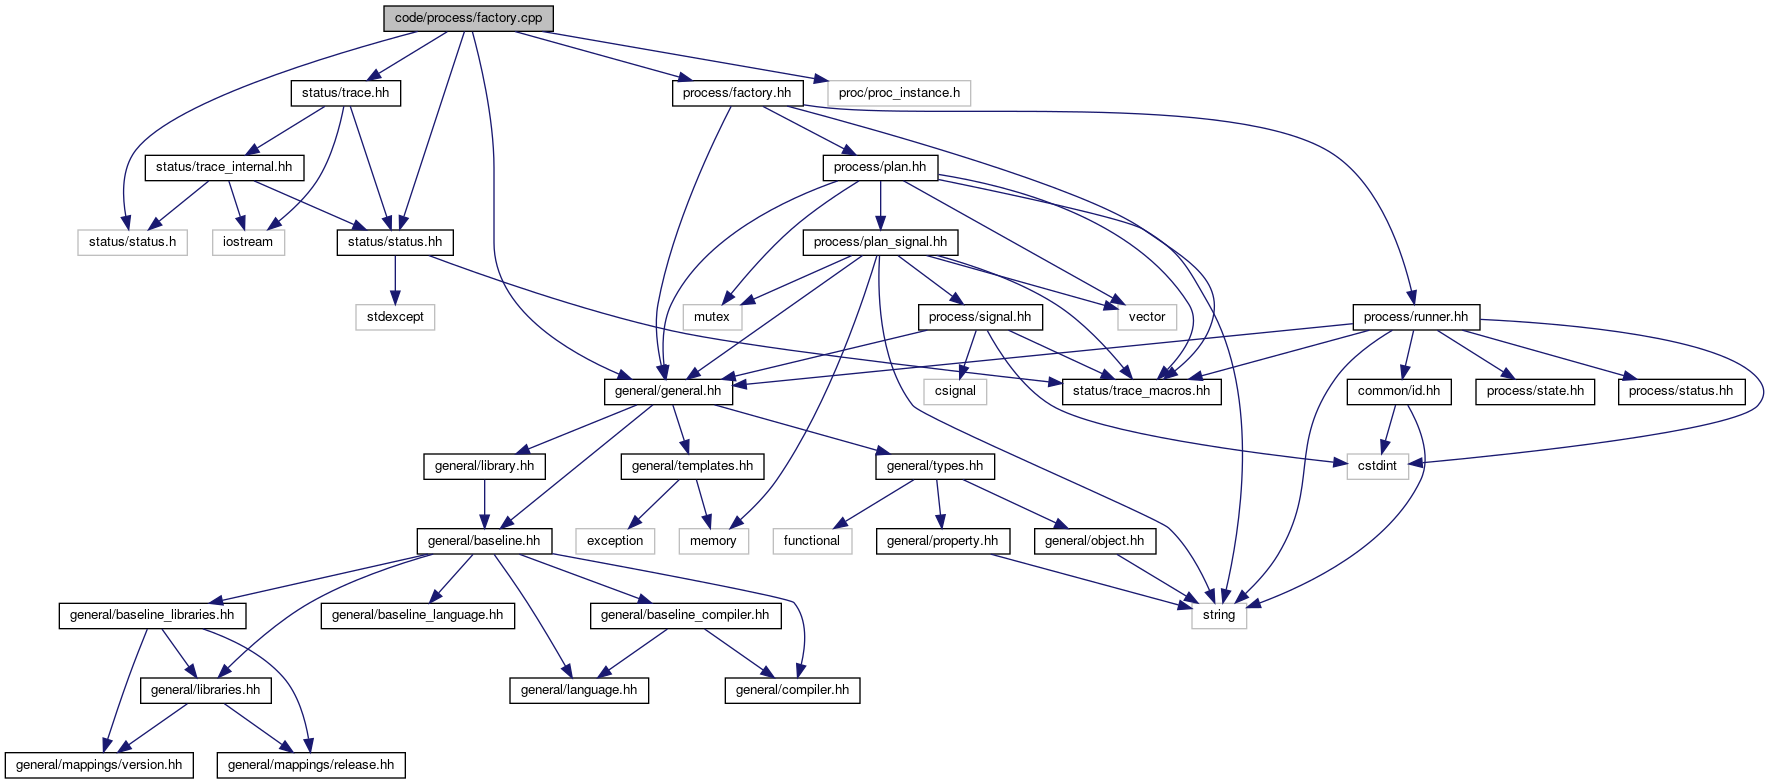 code/process/factory.cpp
status/trace.hh
process/factory.hh
proc/proc_instance.h
status/trace_internal.hh
process/plan.hh
status/status.h
iostream
status/status.hh
process/plan_signal.hh
stdexcept
mutex
process/signal.hh
vector
process/runner.hh
general/general.hh
csignal
status/trace_macros.hh
common/id.hh
process/state.hh
process/status.hh
general/library.hh
general/templates.hh
general/types.hh
cstdint
general/baseline.hh
exception
memory
functional
general/property.hh
general/object.hh
general/baseline_libraries.hh
general/baseline_language.hh
general/baseline_compiler.hh
string
general/libraries.hh
general/language.hh
general/compiler.hh
general/mappings/version.hh
general/mappings/release.hh